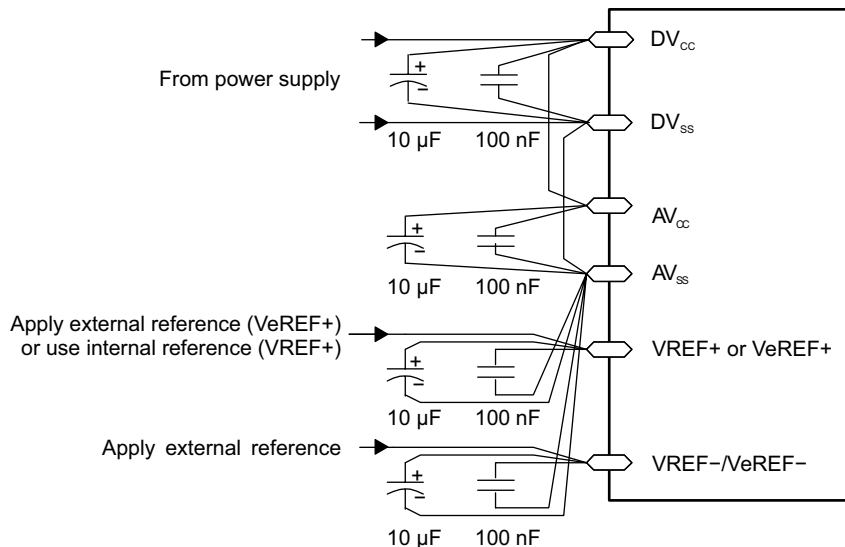 DVCC
+
From power supply
−
DVSS
10 µF 100 nF
+
AVCC
−
AVSS
10 µF 100 nF
Apply external reference (VeREF+)
or use internal reference (VREF+)
VREF+ or VeREF+
+
−
10 µF 100 nF
Apply external reference
VREF−/VeREF−
+
−
10 µF 100 nF